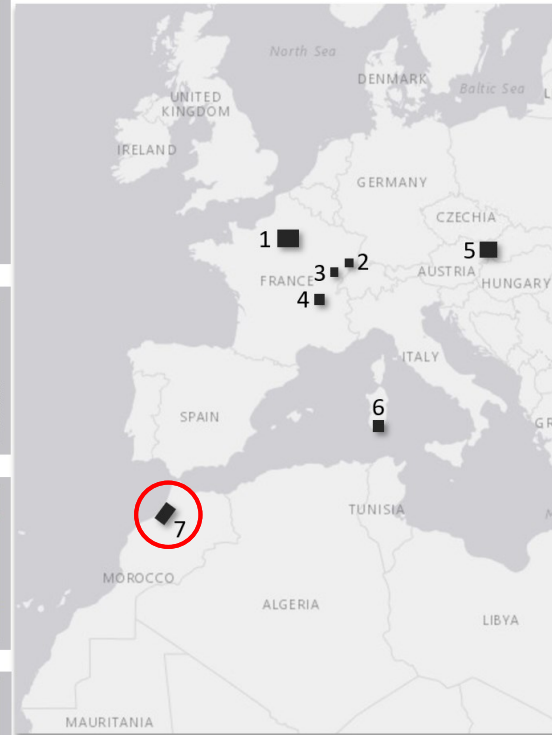 North Sea
DENMARK
Baltic Sea
L
UNITED
KINGDOM
IRELAND
GERMANY
CZECHIA
1
5
2
3
AUSTRIA
FRANCE
HUNGARY
4
ITALY
6
SPAIN
GR
TUNISIA
7
MOROCCO
ALGERIA
LIBYA
MAURITANIA